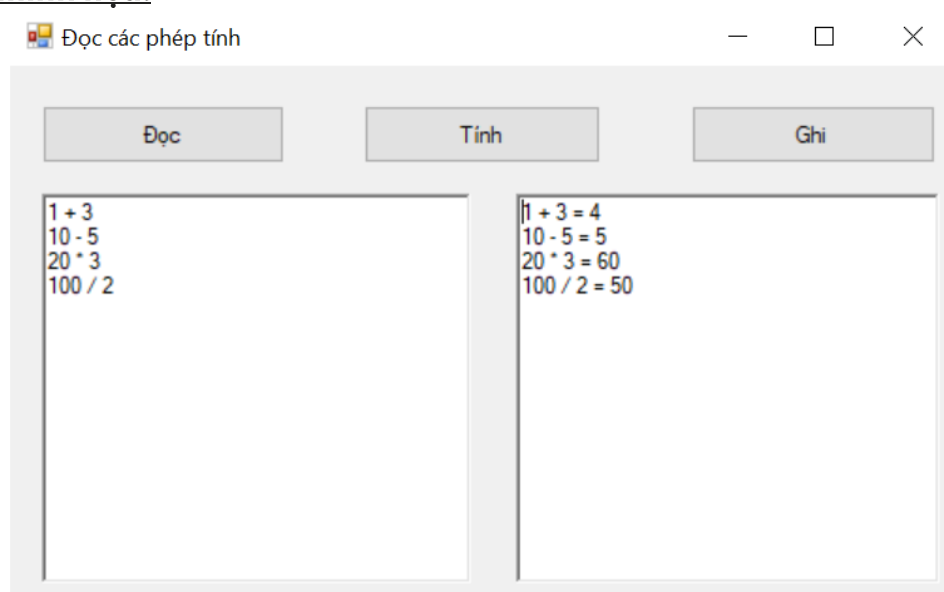 Đọc các phép tính
Đọc
Tính
Ghi
1 + 3
10 - 5
20 * 3
100 / 2
1 + 3 = 4
10 - 5 = 5
20 * 3 = 60
100 / 2 = 50